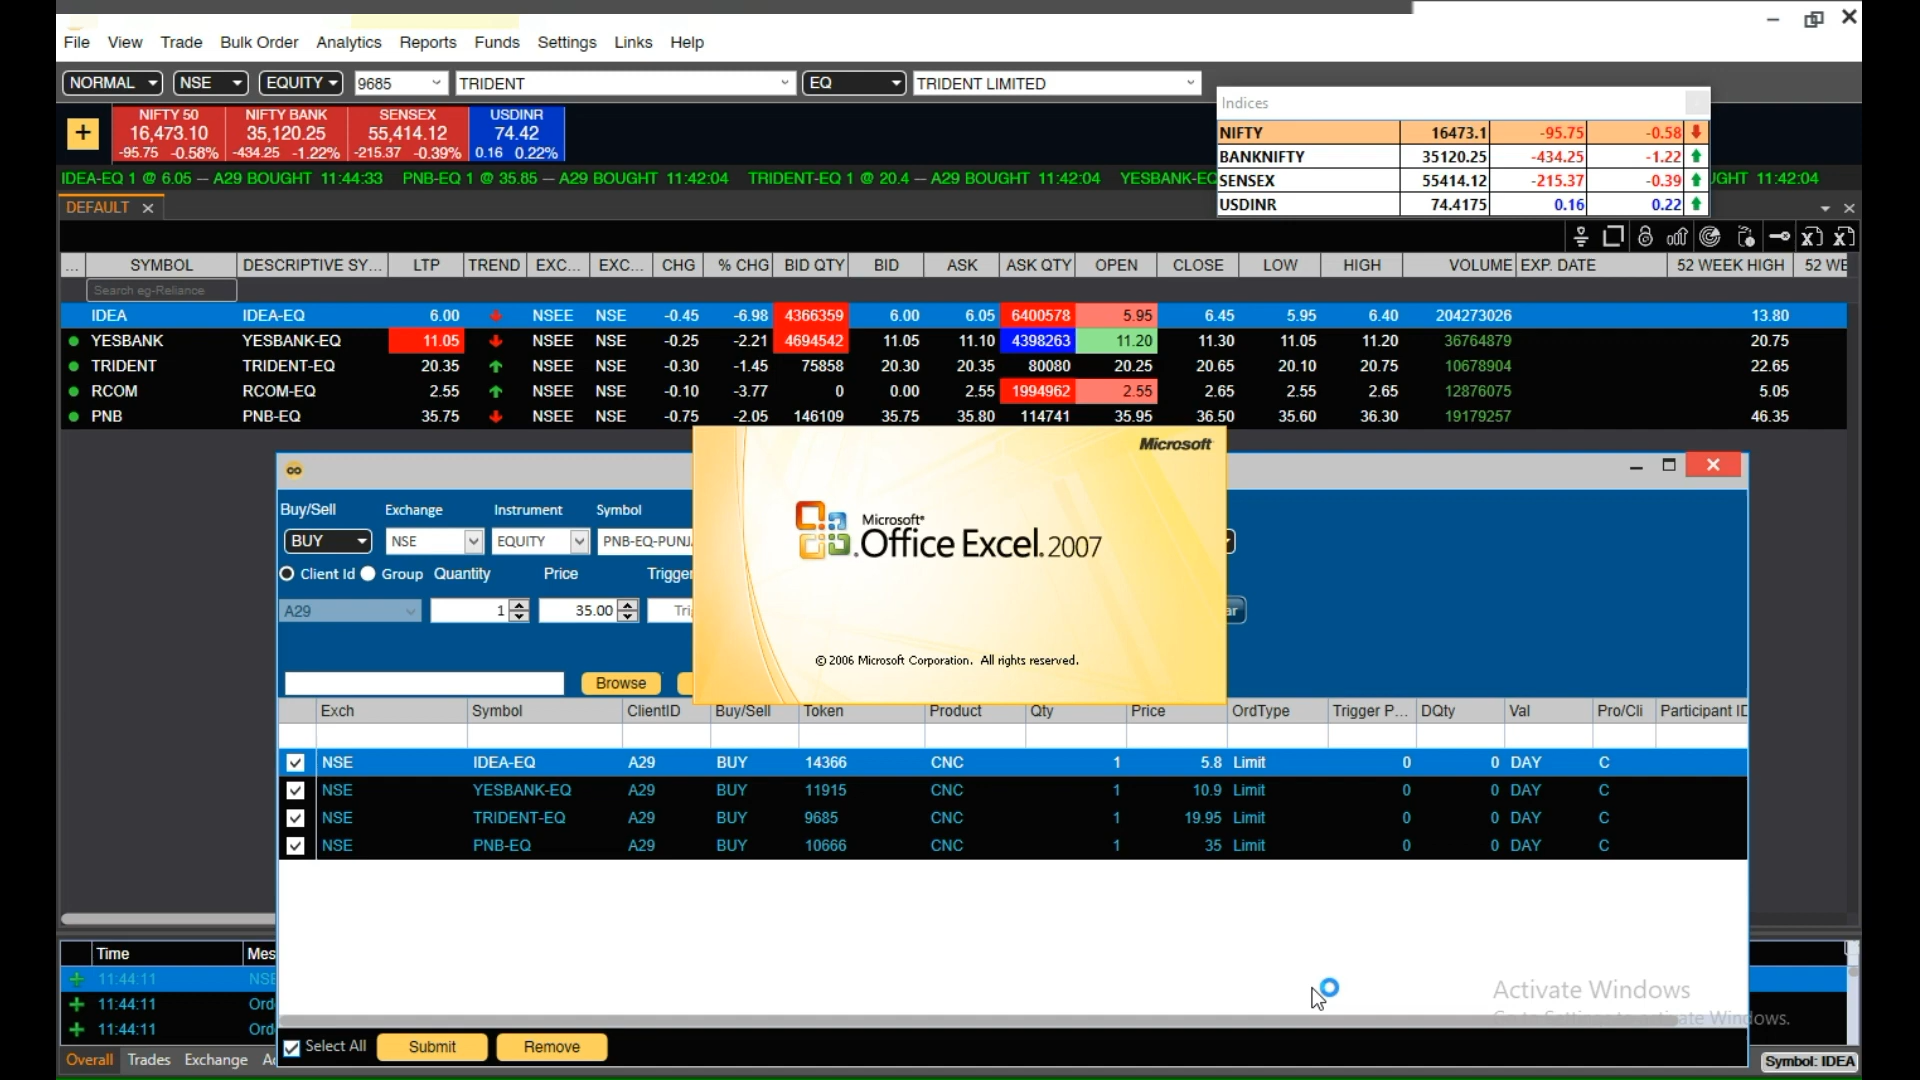 File View Trade Bulk Order Analytics Reports Funds Settings Links Help
NORMAL NSE EQUITY 9685 TRIDENT EQ TRIDENT LIMITED
Indices
NIFTY 50 NIFTY BANK SENSEX USDINR
+ 16,473.10 35,120.25 55,414.12 74.42
-95.75 -0.58% -434.25 -1.22% -215.37 -0.39% 0.16 0.22%
NIFTY 16473.1 -95.75 -0.58
BANKNIFTY 35120.25 -434.25 -1.22
SENSEX 55414.12 -215.37 -0.39
USDINR 74.4175 0.16 0.22
IDEA-EQ 1 @ 6.05 — A29 BOUGHT 11:44:33 PNB-EQ 1 @ 35.85 — A29 BOUGHT 11:42:04 TRIDENT-EQ 1 @ 20.4 — A29 BOUGHT 11:42:04 YESBANK-EQ 11:42:04
DEFAULT
... SYMBOL DESCRIPTIVE SY... LTP TREND EXC... EXC... CHG % CHG BID QTY BID ASK ASK QTY OPEN CLOSE LOW HIGH VOLUME EXP. DATE 52 WEEK HIGH 52 WE
Search eg-Reliance
IDEA IDEA-EQ 6.00 NSEE NSE -0.45 -6.98 4366359 6.00 6.05 6400578 5.95 6.45 5.95 6.40 204273026 13.80
YESBANK YESBANK-EQ 11.05 NSEE NSE -0.25 -2.21 4694542 11.05 11.10 4398263 11.20 11.30 11.05 11.20 36764879 20.75
TRIDENT TRIDENT-EQ 20.35 NSEE NSE -0.30 -1.45 75858 20.30 20.35 80080 20.25 20.65 20.10 20.75 10678904 22.65
RCOM RCOM-EQ 2.55 NSEE NSE -0.10 -3.77 0 0.00 2.55 1994962 2.55 2.65 2.55 2.65 12876075 5.05
PNB PNB-EQ 35.75 NSEE NSE -0.75 -2.05 146109 35.75 35.80 114741 35.95 36.50 35.60 36.30 19179257 46.35
Microsoft
Microsoft®
Office Excel 2007
© 2006 Microsoft Corporation. All rights reserved.
Buy/Sell Exchange Instrument Symbol
BUY NSE EQUITY PNB-EQ-PUNJ
Client Id Group Quantity Price Trigger
A29 1 35.00 Tri
Browse
Exch Symbol ClientID Buy/Sell Token Product Qty Price OrdType Trigger P... DQty Val Pro/Cli Participant ID
NSE IDEA-EQ A29 BUY 14366 CNC 1 5.8 Limit 0 0 DAY C
NSE YESBANK-EQ A29 BUY 11915 CNC 1 10.9 Limit 0 0 DAY C
NSE TRIDENT-EQ A29 BUY 9685 CNC 1 19.95 Limit 0 0 DAY C
NSE PNB-EQ A29 BUY 10666 CNC 1 35 Limit 0 0 DAY C
Time Mes
11:44:11 NSE
11:44:11 Ord
11:44:11 Ord
Activate Windows
Select All Submit Remove
Overall Trades Exchange Symbol: IDEA